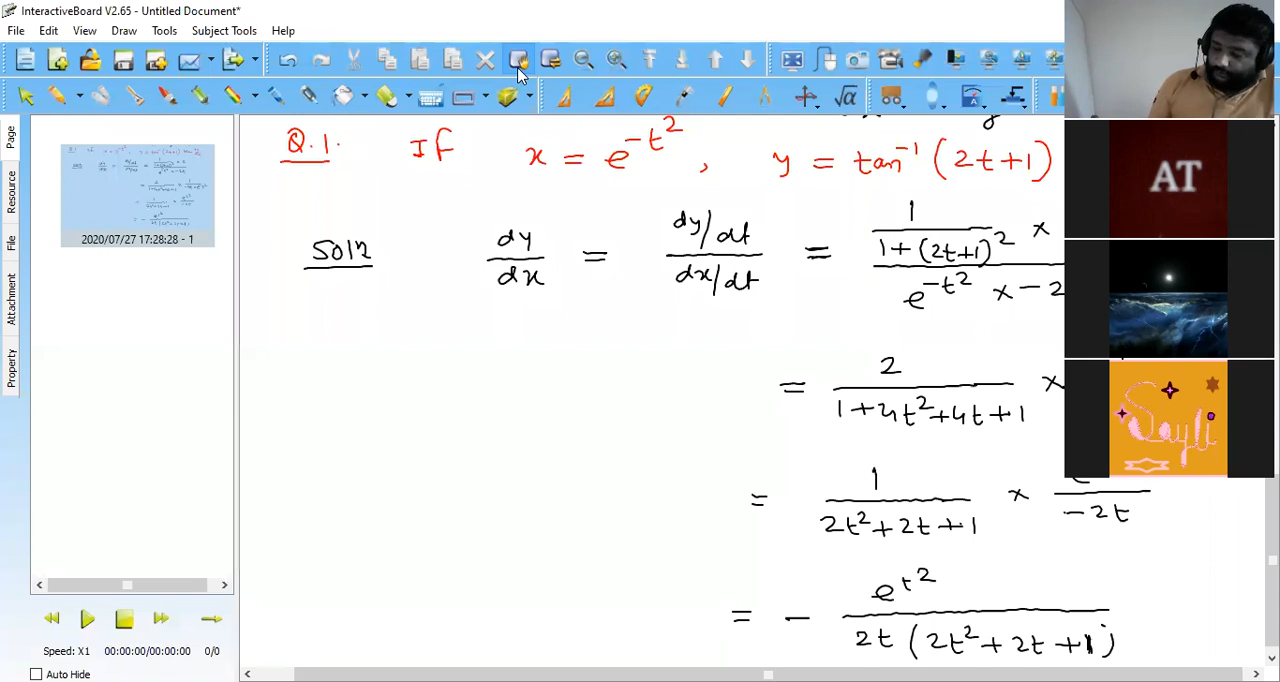 InteractiveBoard V2.65 - Untitled Document*
File Edit View Draw Tools Subject Tools Help
Page
Resource
File
Attachment
Property
2020/07/27 17:28:28 - 1
Speed: X1 00:00:00/00:00:00 0/0
Auto Hide
Q.1. If x = e^{-t^2} , y = tan^{-1} (2t+1)
Soln dy/dx = (dy/dt)/(dx/dt) = (1/(1+(2t+1)^2) ×)/(e^{-t^2} × -2
= 2/(1+4t^2+4t+1) ×
= 1/(2t^2+2t+1) × /(-2t)
= - e^{t^2}/(2t(2t^2+2t+1))
AT
Sayli